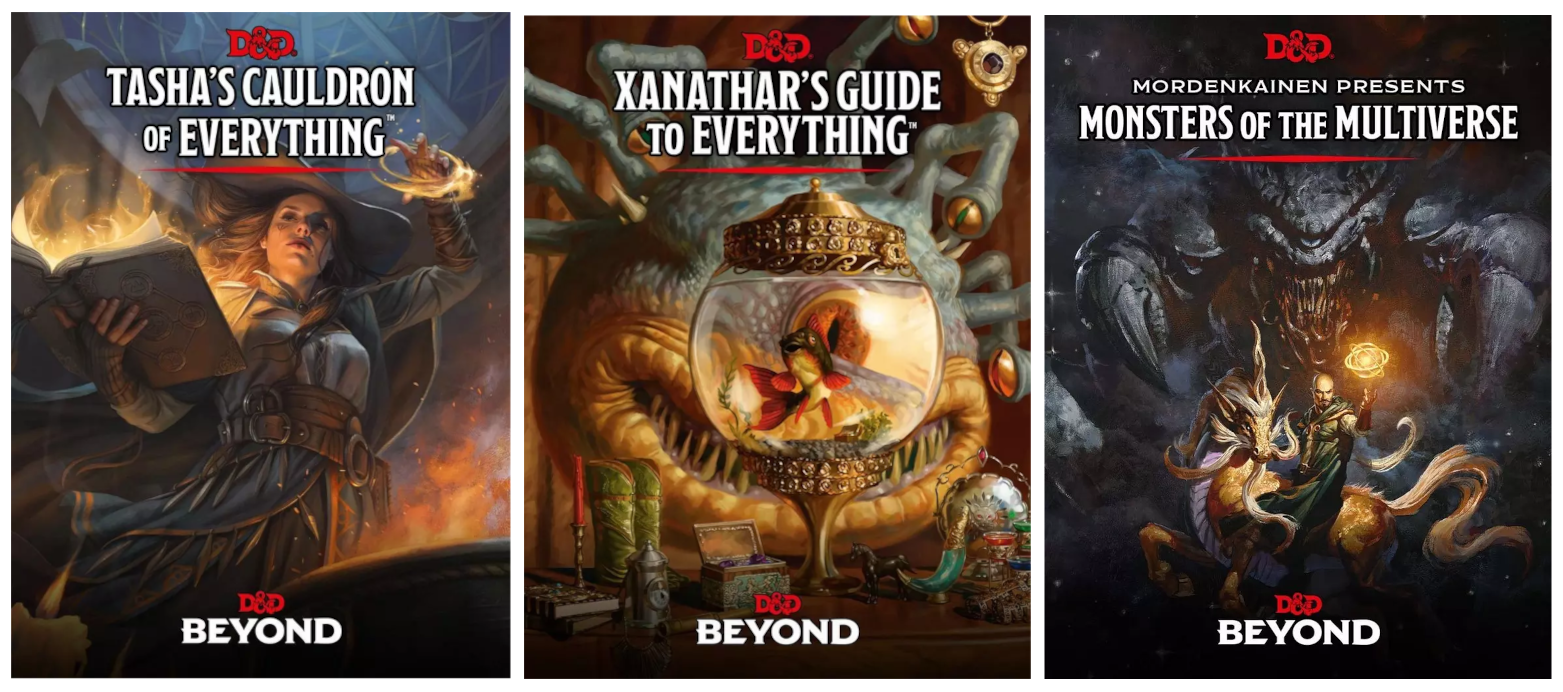 D&D
TASHA'S CAULDRON
OF EVERYTHING™
D&D
BEYOND
D&D
XANATHAR'S GUIDE
TO EVERYTHING™
D&D
BEYOND
D&D
MORDENKAINEN PRESENTS
MONSTERS OF THE MULTIVERSE
D&D
BEYOND